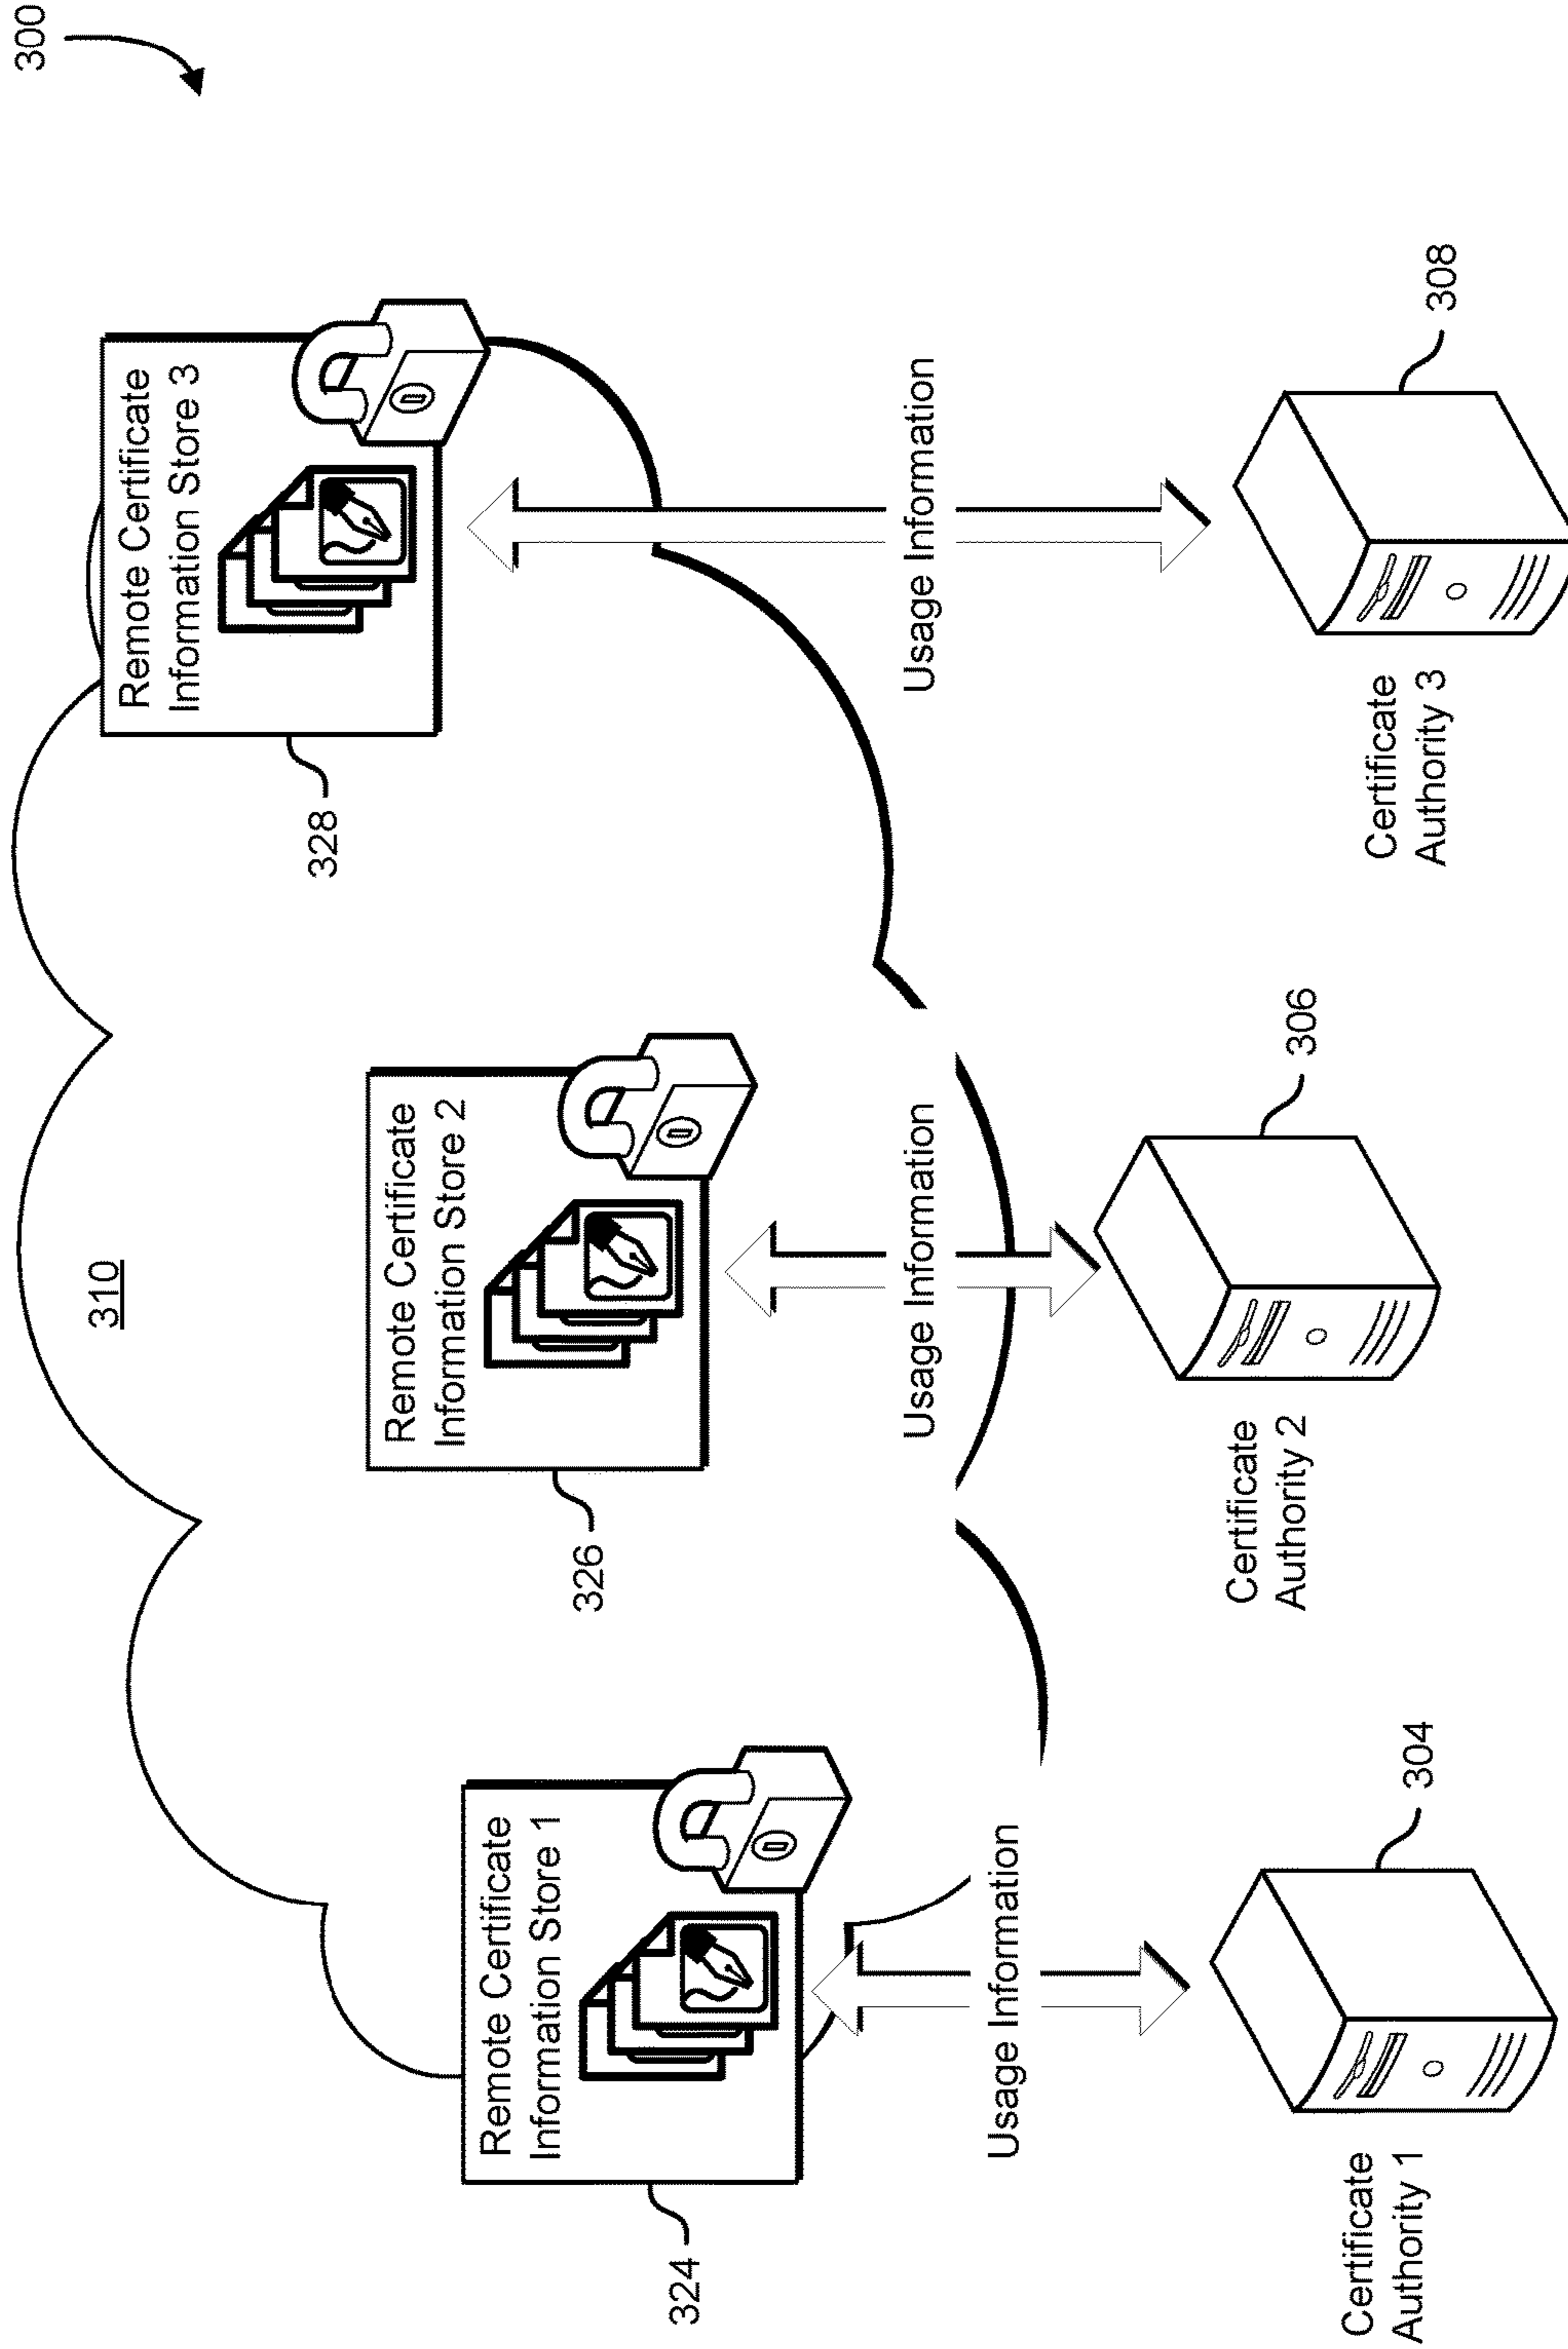 300
310
Remote Certificate
Information Store 1
324
Remote Certificate
Information Store 2
326
Remote Certificate
Information Store 3
328
Usage Information
Usage Information
Usage Information
Certificate
Authority 1
304
Certificate
Authority 2
306
Certificate
Authority 3
308